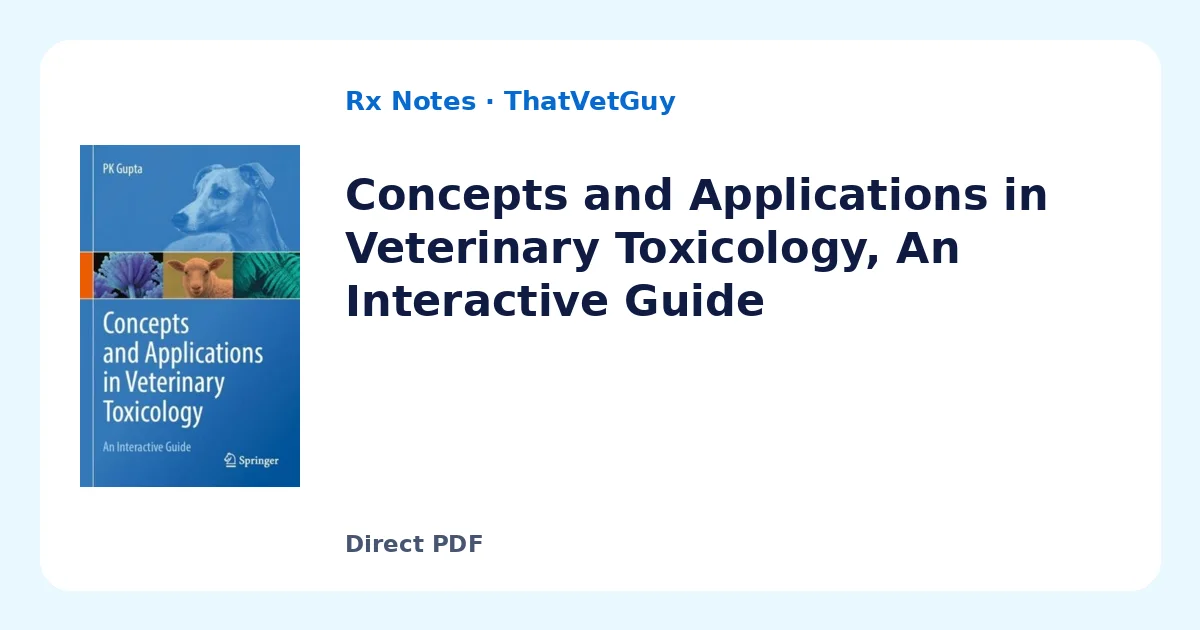 Rx Notes · ThatVetGuy
PK Gupta
Concepts
and Applications
in Veterinary
Toxicology
An Interactive Guide
Springer
Concepts and Applications in
Veterinary Toxicology, An
Interactive Guide
Direct PDF